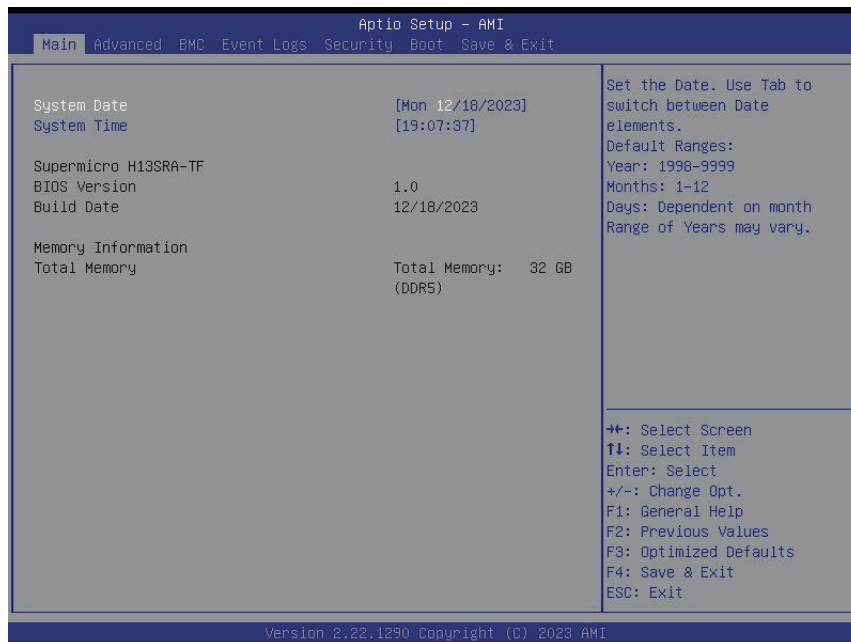 Aptio Setup – AMI
Main Advanced BMC Event Logs Security Boot Save & Exit
System Date [Mon 12/18/2023]
System Time [19:07:37]
Supermicro H13SRA-TF
BIOS Version 1.0
Build Date 12/18/2023
Memory Information
Total Memory Total Memory: 32 GB
(DDR5)
Set the Date. Use Tab to
switch between Date
elements.
Default Ranges:
Year: 1998-9999
Months: 1-12
Days: Dependent on month
Range of Years may vary.
→←: Select Screen
↑↓: Select Item
Enter: Select
+/-: Change Opt.
F1: General Help
F2: Previous Values
F3: Optimized Defaults
F4: Save & Exit
ESC: Exit
Version 2.22.1290 Copyright (C) 2023 AMI